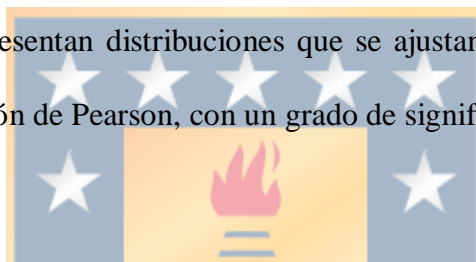 esentan distribuciones que se ajustan
ón de Pearson, con un grado de signif